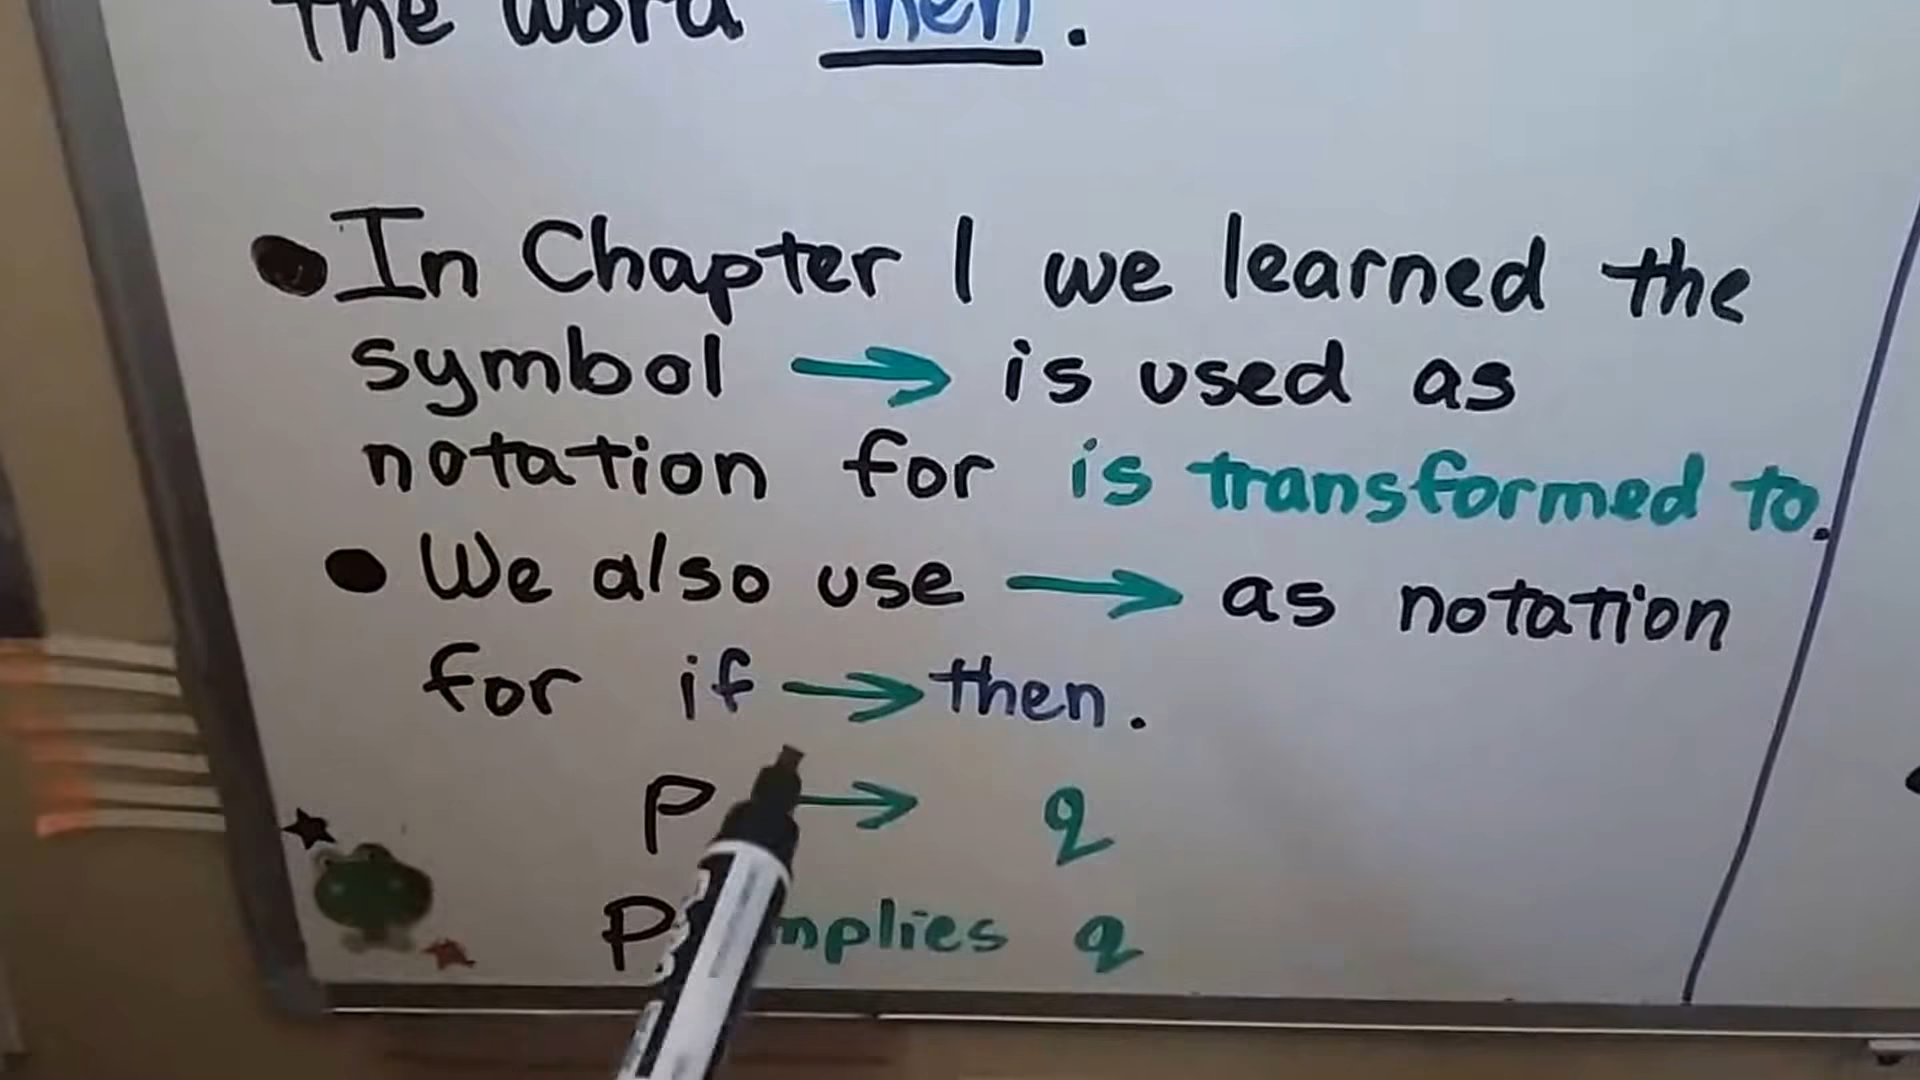 the word then.
• In Chapter 1 we learned the
symbol → is used as
notation for is transformed to.
• We also use → as notation
for if → then.
p → q
p implies q